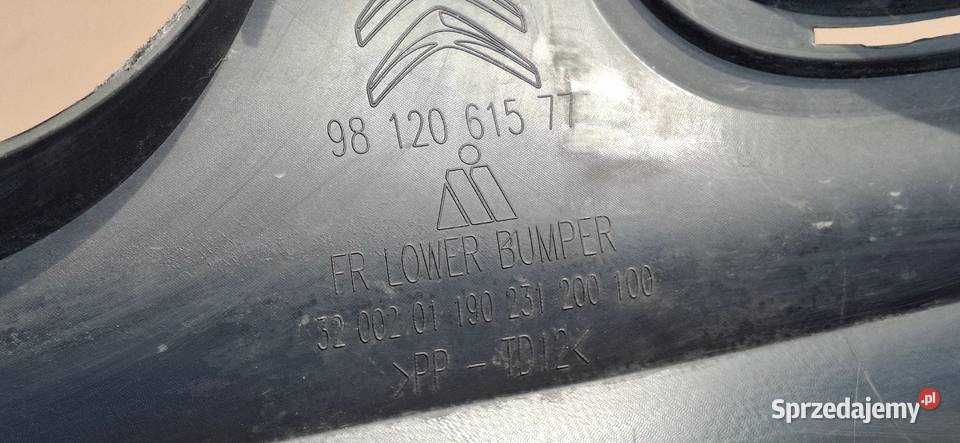 98 120 615 77
FR LOWER BUMPER
32 002 01 190 231 200 100
>PP - TD12<
Sprzedajemy.pl